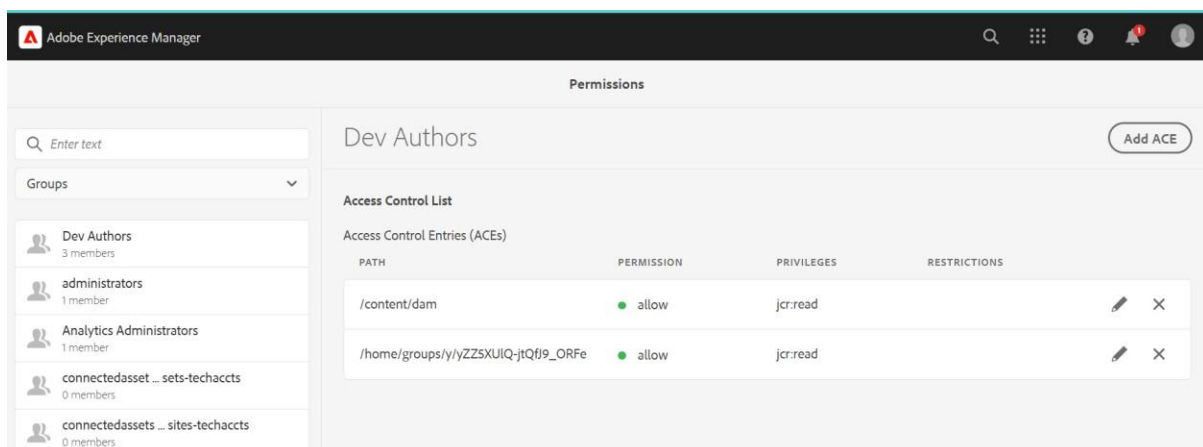 Adobe Experience Manager
1
Permissions
Enter text
Groups
Dev Authors
3 members
administrators
1 member
Analytics Administrators
1 member
connectedasset ... sets-techaccts
0 members
connectedassets ... sites-techaccts
0 members
Dev Authors
Add ACE
Access Control List
Access Control Entries (ACEs)
PATH PERMISSION PRIVILEGES RESTRICTIONS
/content/dam allow jcr:read
/home/groups/y/yZZ5XUlQ-jtQfJ9_ORFe allow jcr:read